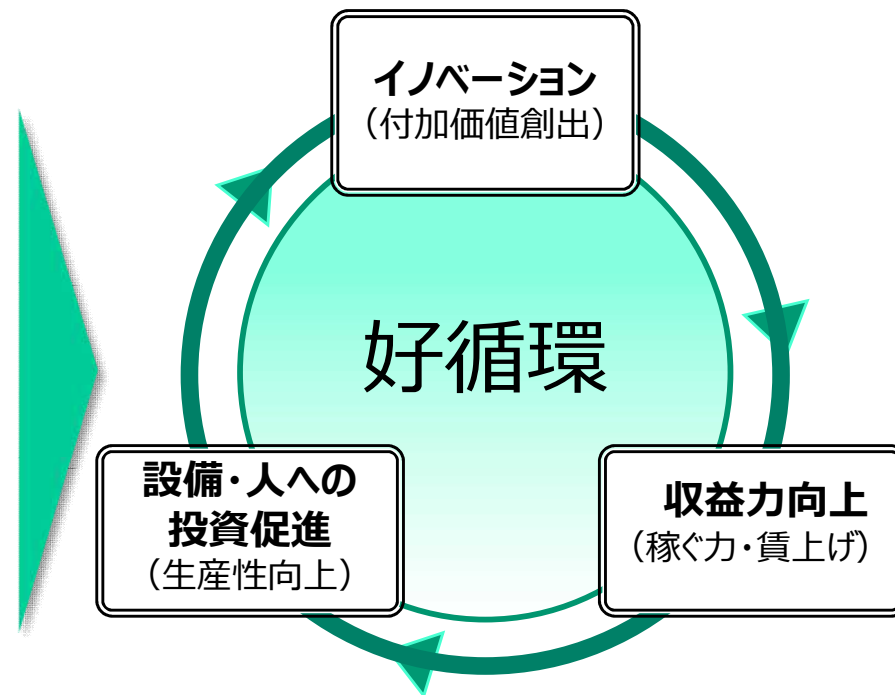 イノベーション
（付加価値創出）
好循環
設備・人への
投資促進
（生産性向上）
収益力向上
（稼ぐ力・賃上げ）